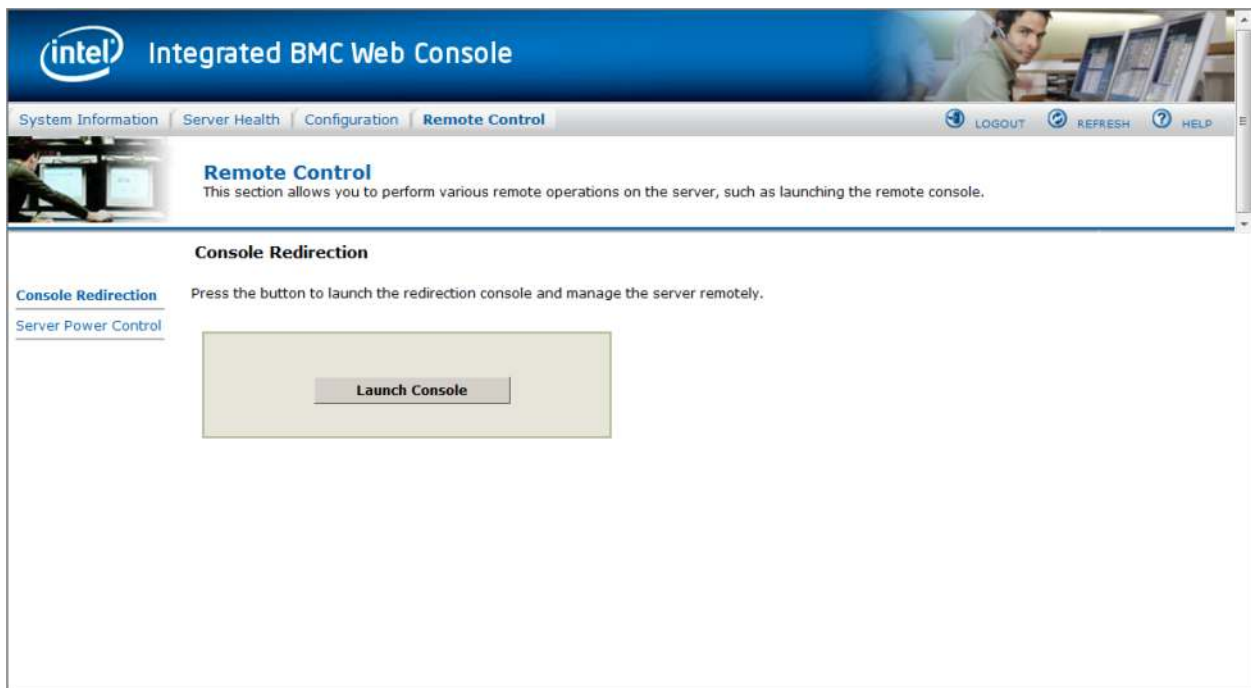 intel Integrated BMC Web Console
System Information Server Health Configuration Remote Control LOGOUT REFRESH HELP
Remote Control
This section allows you to perform various remote operations on the server, such as launching the remote console.
Console Redirection
Console Redirection Press the button to launch the redirection console and manage the server remotely.
Server Power Control
Launch Console